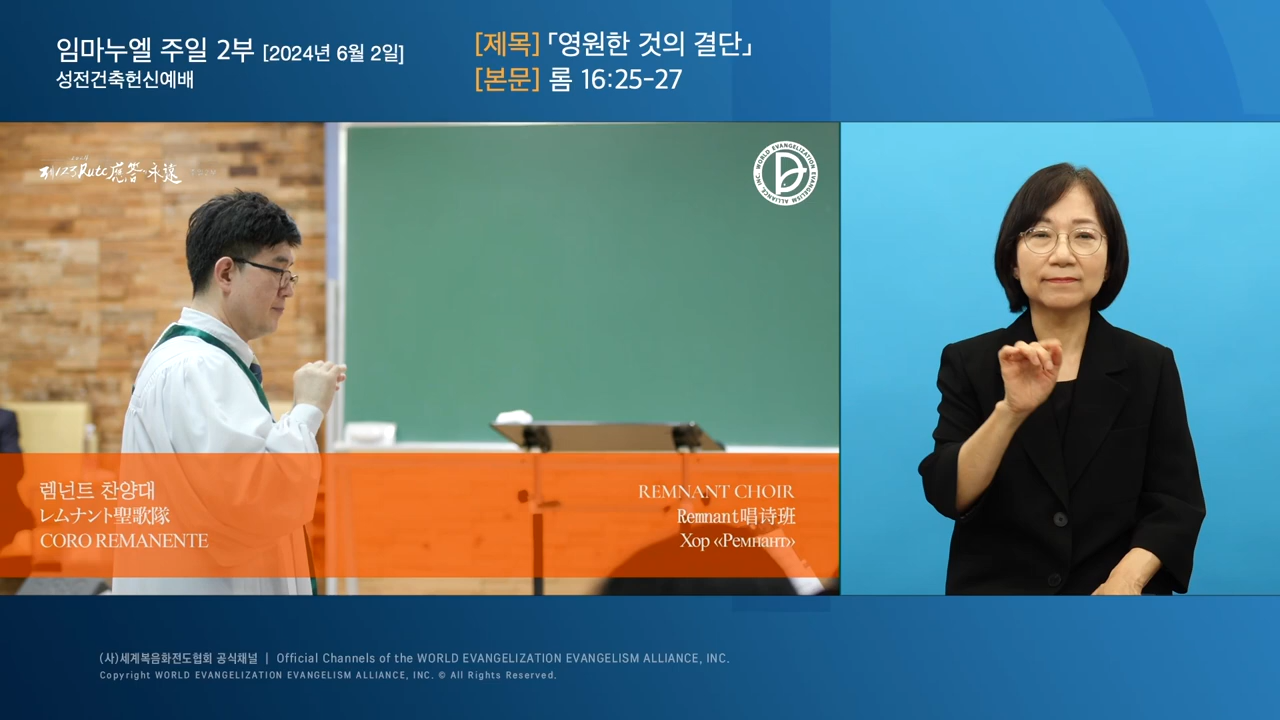 임마누엘 주일 2부 [2024년 6월 2일]
성전건축헌신예배
[제목] 「영원한 것의 결단」
[본문] 롬 16:25-27
WORLD EVANGELIZATION EVANGELISM ALLIANCE, INC.
렘넌트 찬양대
レムナント聖歌隊
CORO REMANENTE
REMNANT CHOIR
Remnant唱诗班
Хор «Ремнант»
(사)세계복음화전도협회 공식채널 | Official Channels of the WORLD EVANGELIZATION EVANGELISM ALLIANCE, INC.
Copyright WORLD EVANGELIZATION EVANGELISM ALLIANCE, INC. © All Rights Reserved.